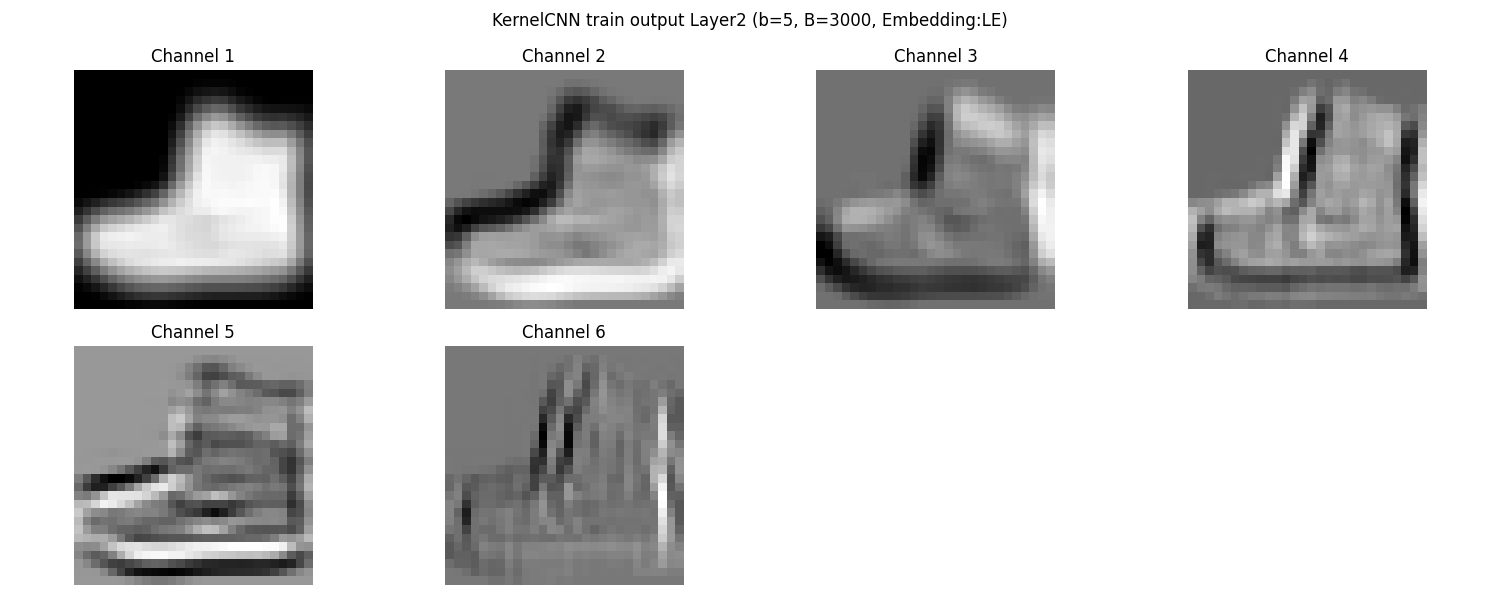 KernelCNN train output Layer2 (b=5, B=3000, Embedding:LE)
Channel 1
Channel 2
Channel 3
Channel 4
Channel 5
Channel 6